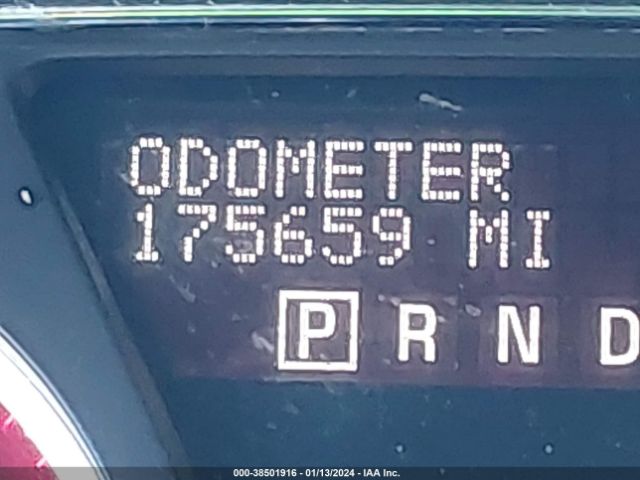 ODOMETER
175659 MI
P R N D
000-38501916 - 01/13/2024 - IAA Inc.